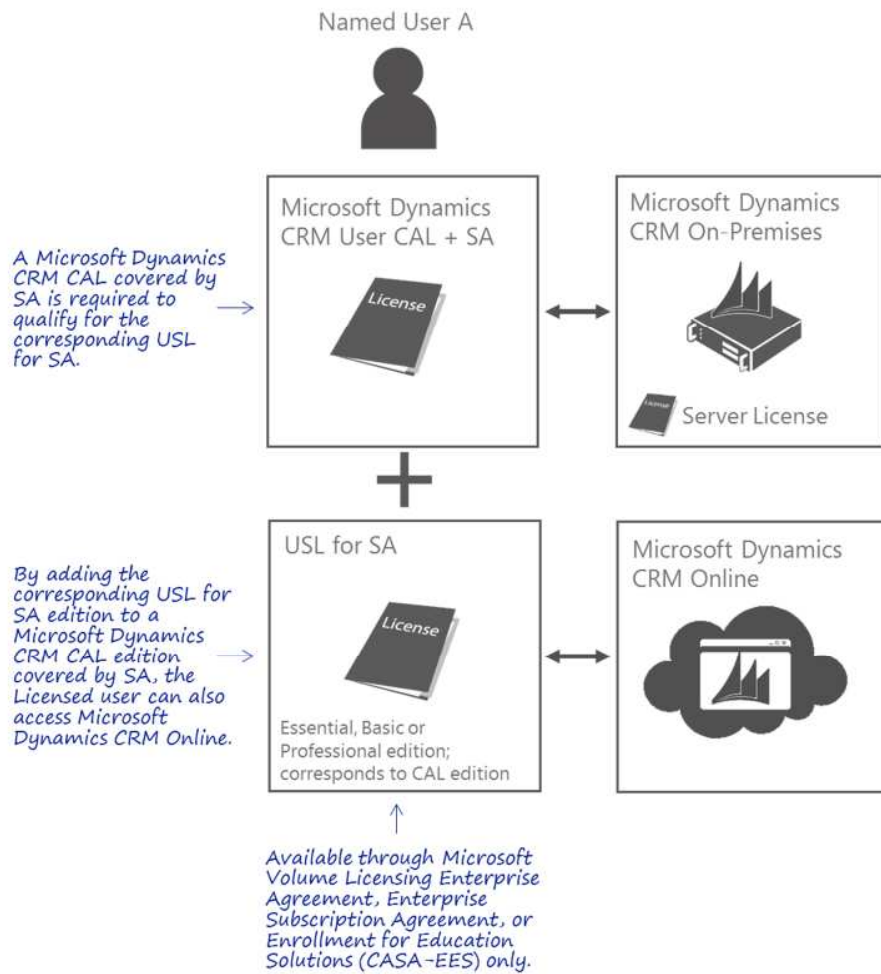 Named User A
Microsoft Dynamics
CRM User CAL + SA
License
Microsoft Dynamics
CRM On-Premises
License
Server License
A Microsoft Dynamics
CRM CAL covered by
SA is required to
qualify for the
corresponding USL
for SA.
USL for SA
License
Essential, Basic or
Professional edition;
corresponds to CAL edition
Microsoft Dynamics
CRM Online
By adding the
corresponding USL for
SA edition to a
Microsoft Dynamics
CRM CAL edition
covered by SA, the
Licensed user can also
access Microsoft
Dynamics CRM Online.
Available through Microsoft
Volume Licensing Enterprise
Agreement, Enterprise
Subscription Agreement, or
Enrollment for Education
Solutions (CASA-EES) only.